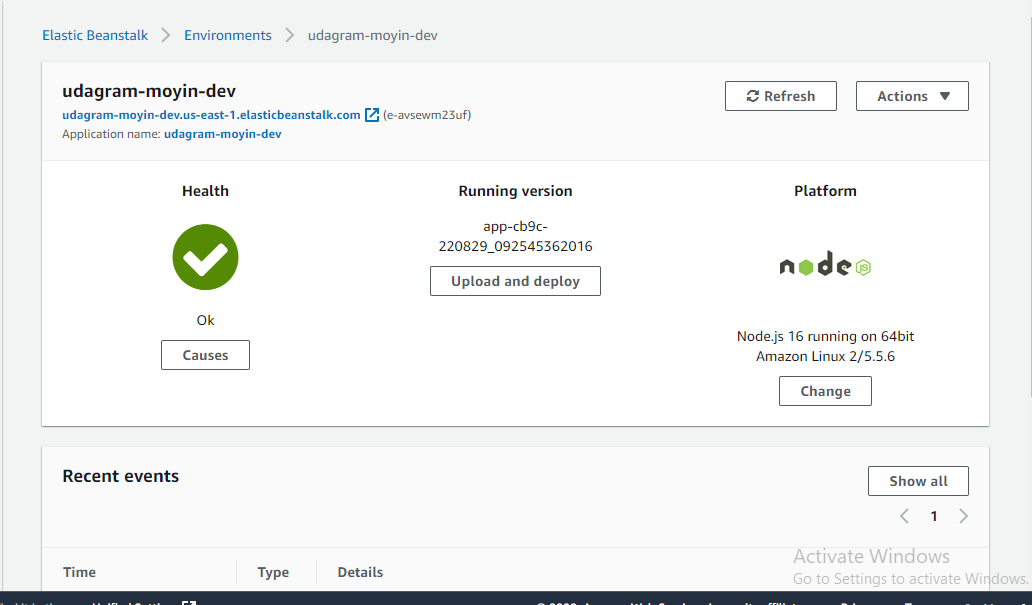 Elastic Beanstalk > Environments > udagram-moyin-dev
udagram-moyin-dev
Refresh
Actions
udagram-moyin-dev.us-east-1.elasticbeanstalk.com (e-avsewm23uf)
Application name: udagram-moyin-dev
Health
Ok
Causes
Running version
app-cb9c-
220829_092545362016
Upload and deploy
Platform
node JS
Node.js 16 running on 64bit
Amazon Linux 2/5.5.6
Change
Recent events
Show all
1
Time Type Details
Activate Windows
Go to Settings to activate Windows.